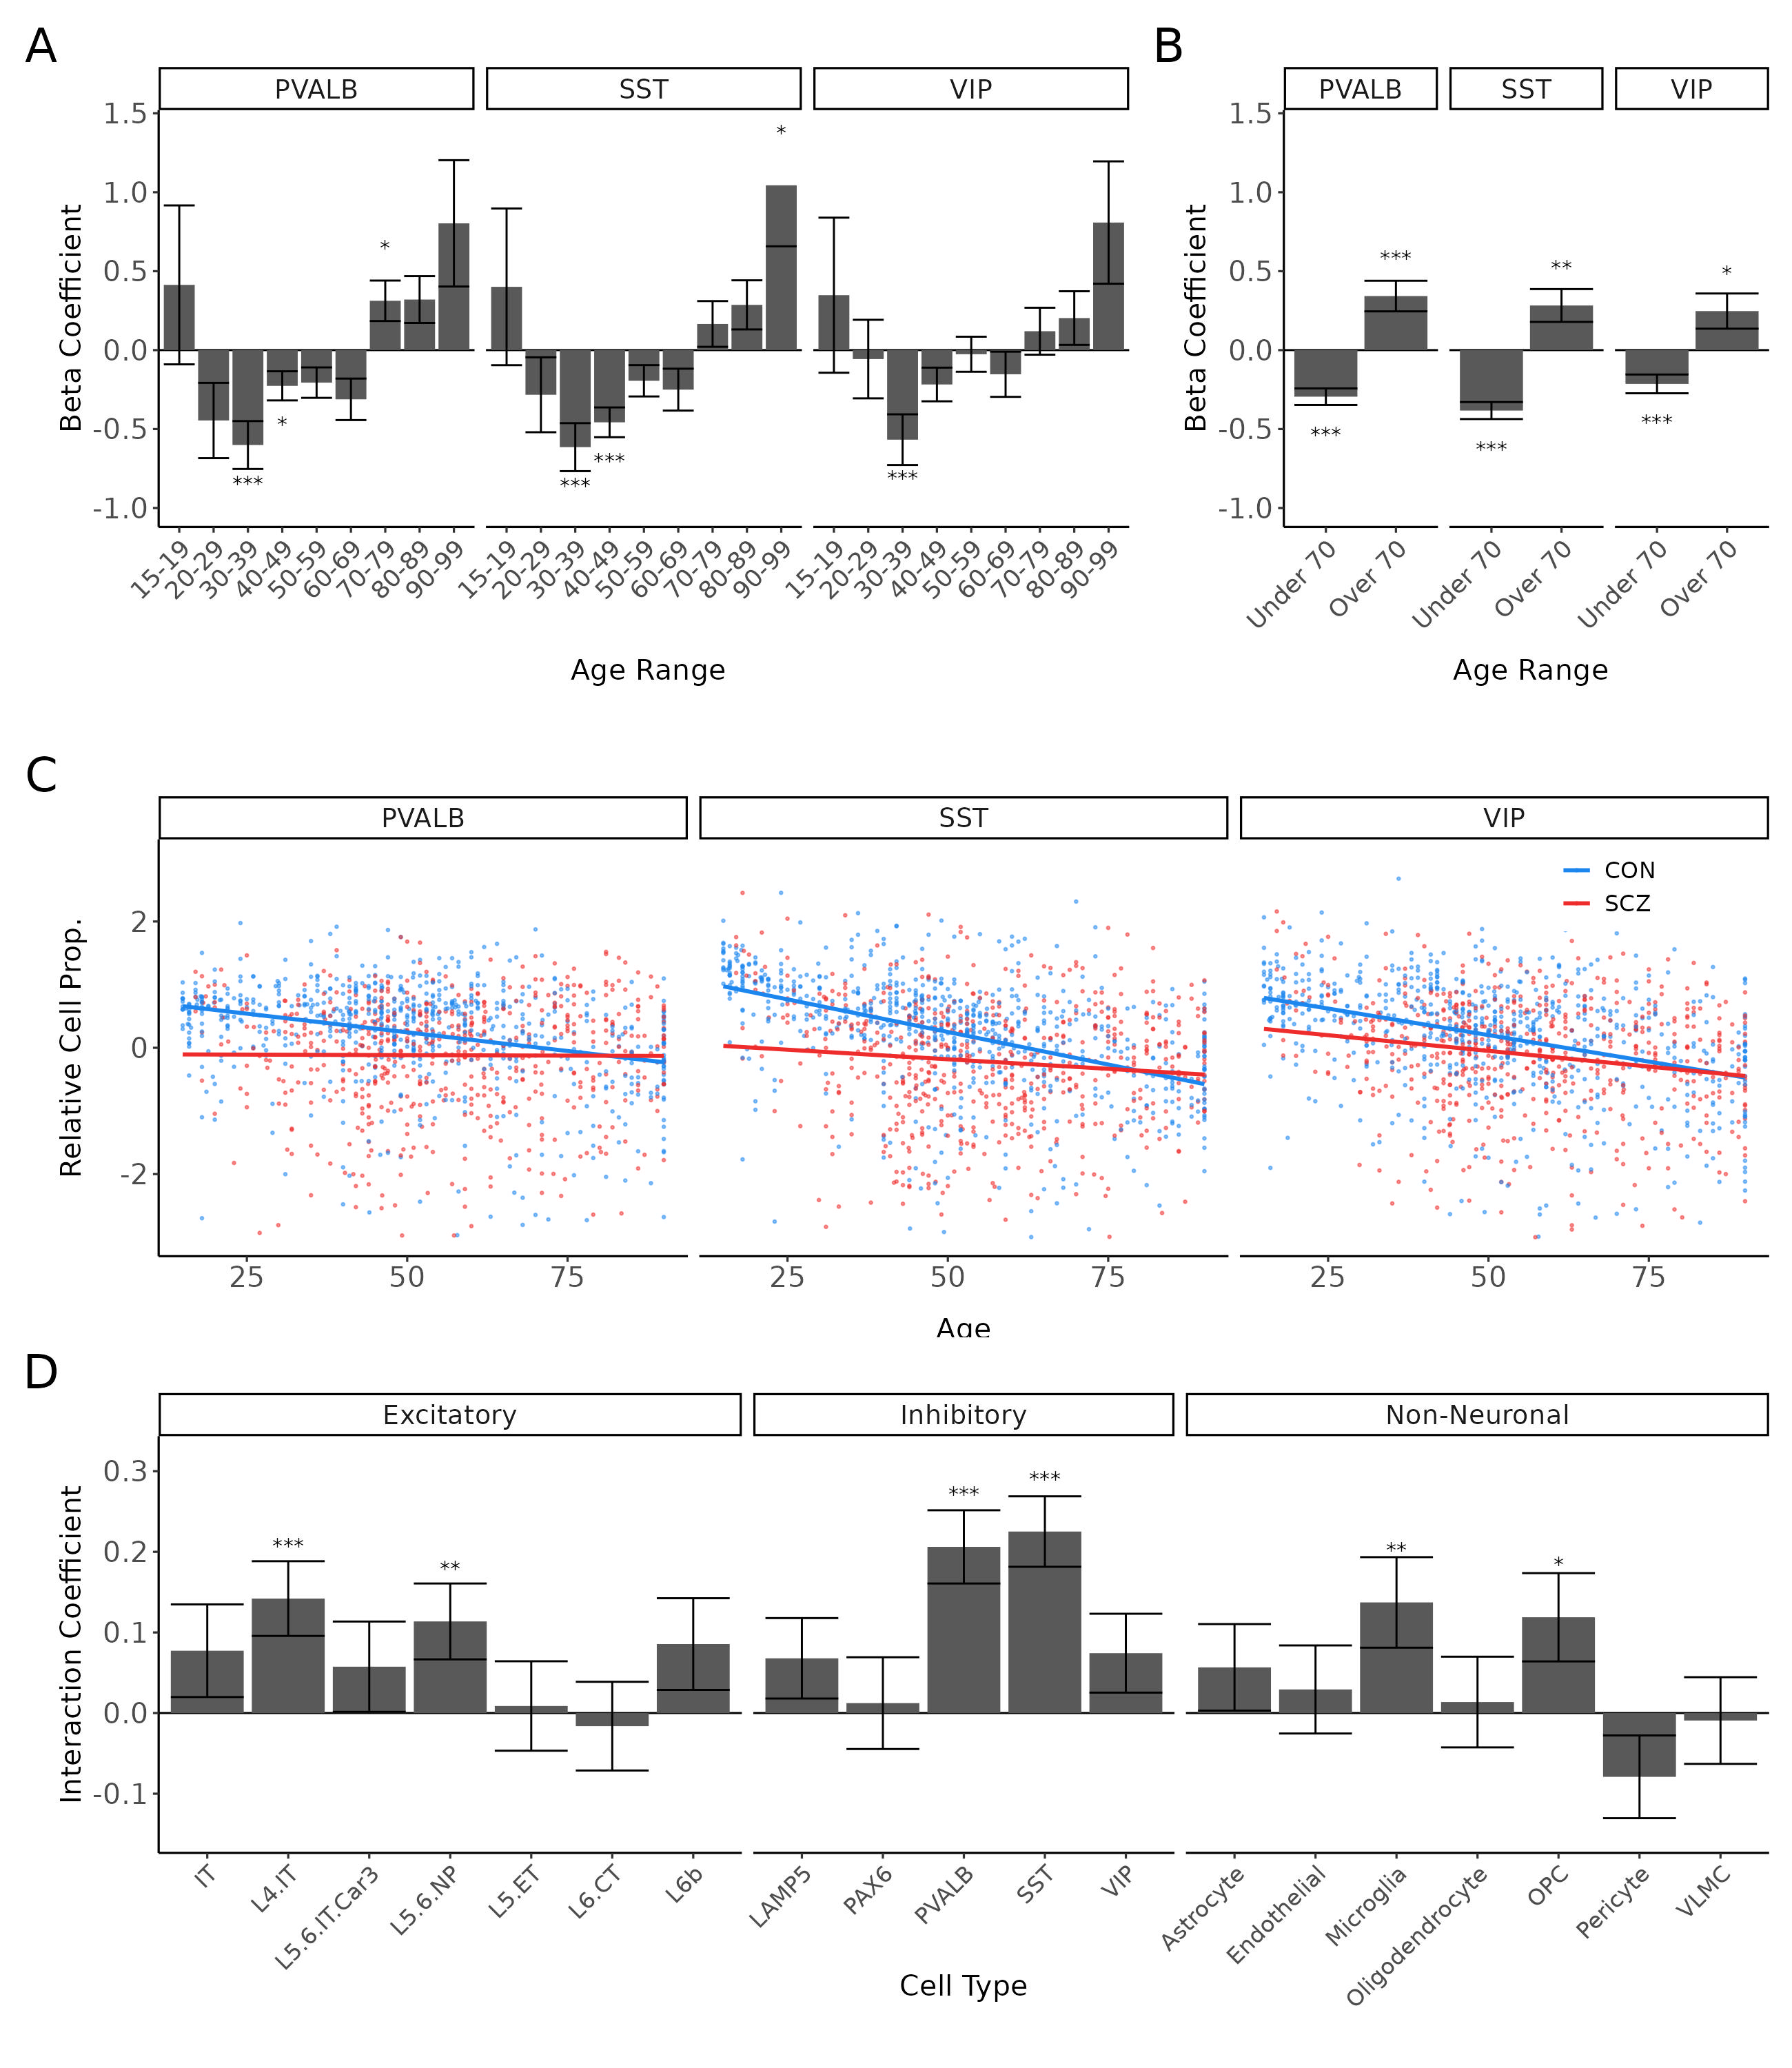 A
B
PVALB SST VIP
PVALB SST VIP
Beta Coefficient
1.5
1.0
0.5
0.0
-0.5
-1.0
* *** * *** *** * ***
15-19 20-29 30-39 40-49 50-59 60-69 70-79 80-89 90-99
15-19 20-29 30-39 40-49 50-59 60-69 70-79 80-89 90-99
15-19 20-29 30-39 40-49 50-59 60-69 70-79 80-89 90-99
Age Range
Beta Coefficient
1.5
1.0
0.5
0.0
-0.5
-1.0
*** *** *** ** *** *
Under 70 Over 70 Under 70 Over 70 Under 70 Over 70
Age Range
C
PVALB SST VIP
CON
SCZ
Relative Cell Prop.
2
0
-2
25 50 75 25 50 75 25 50 75
Age
D
Excitatory Inhibitory Non-Neuronal
Interaction Coefficient
0.3
0.2
0.1
0.0
-0.1
*** ** *** *** ** *
IT L4.IT L5.6.IT.Car3 L5.6.NP L5.ET L6.CT L6b
LAMP5 PAX6 PVALB SST VIP
Astrocyte Endothelial Microglia Oligodendrocyte OPC Pericyte VLMC
Cell Type